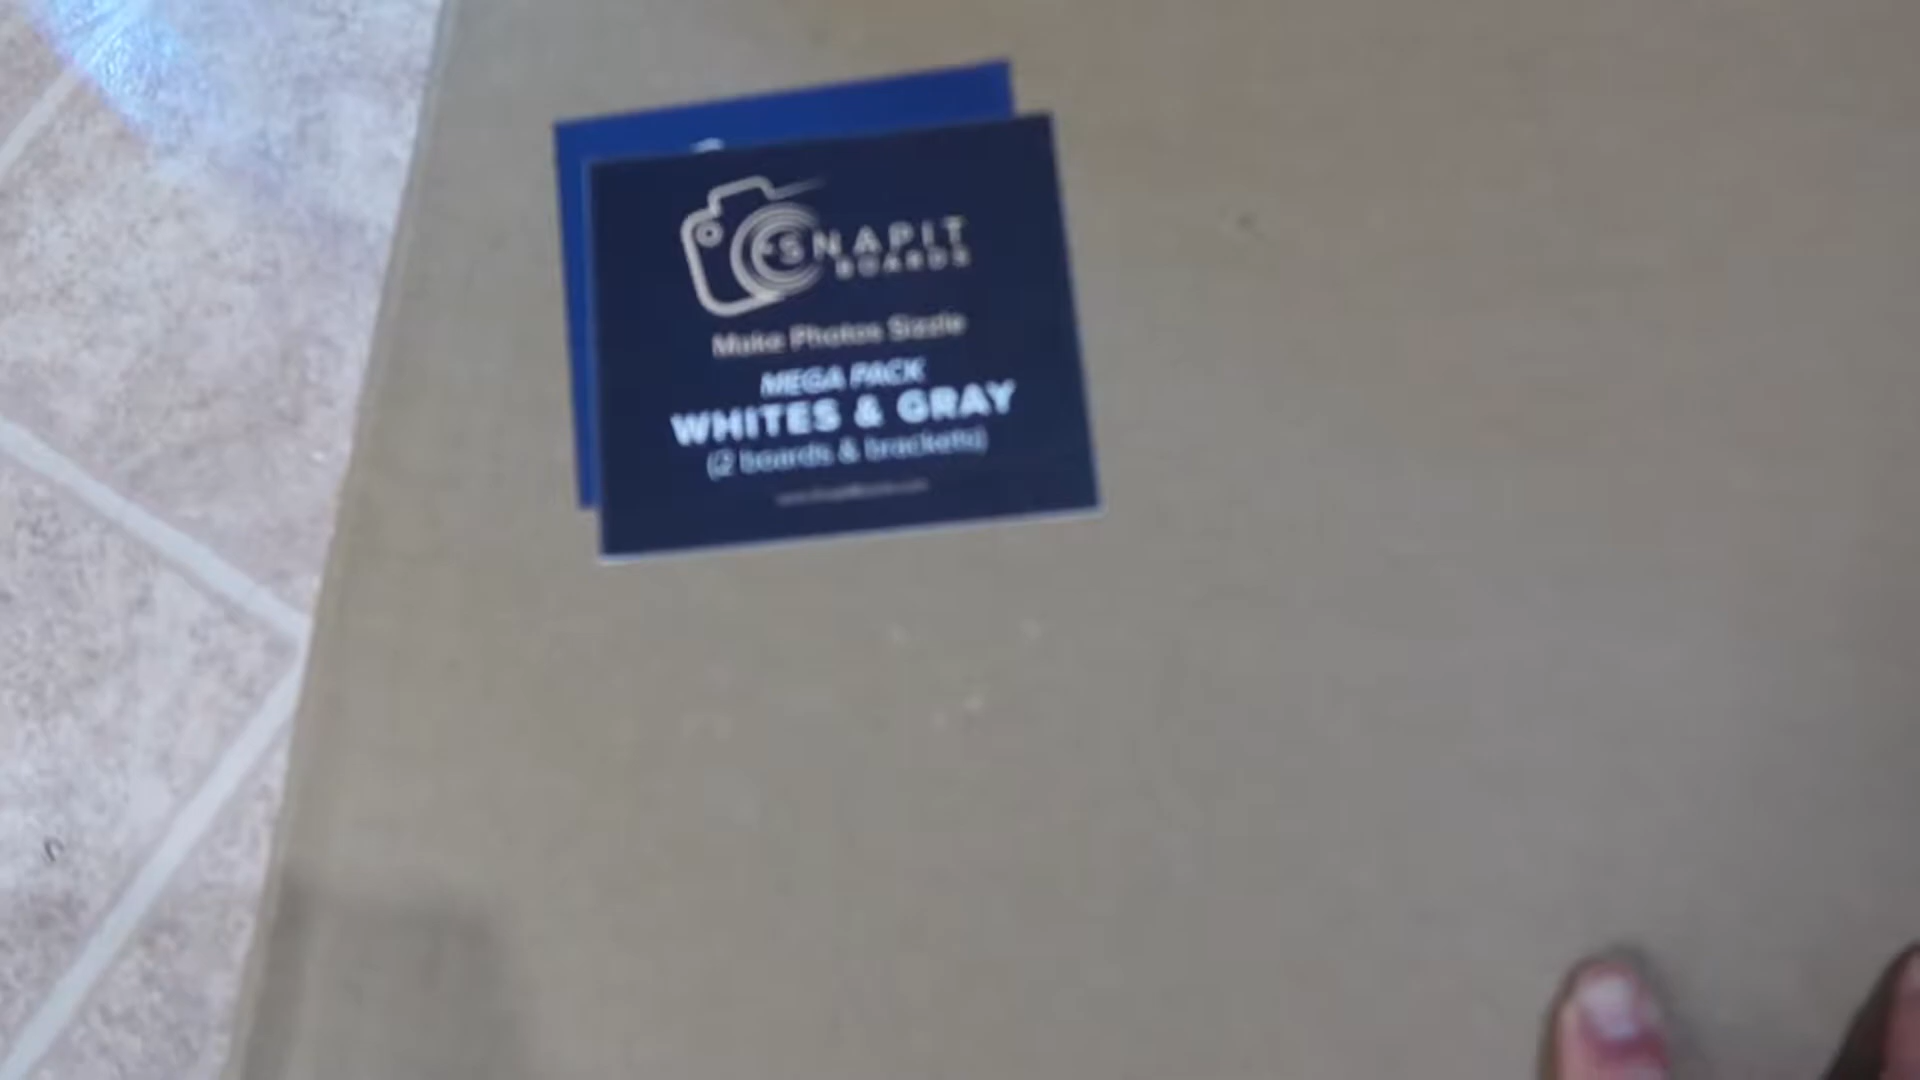 SNAPIT
BOARDS
Make Photos Sizzle
MEGA PACK
WHITES & GRAY
(2 boards & brackets)